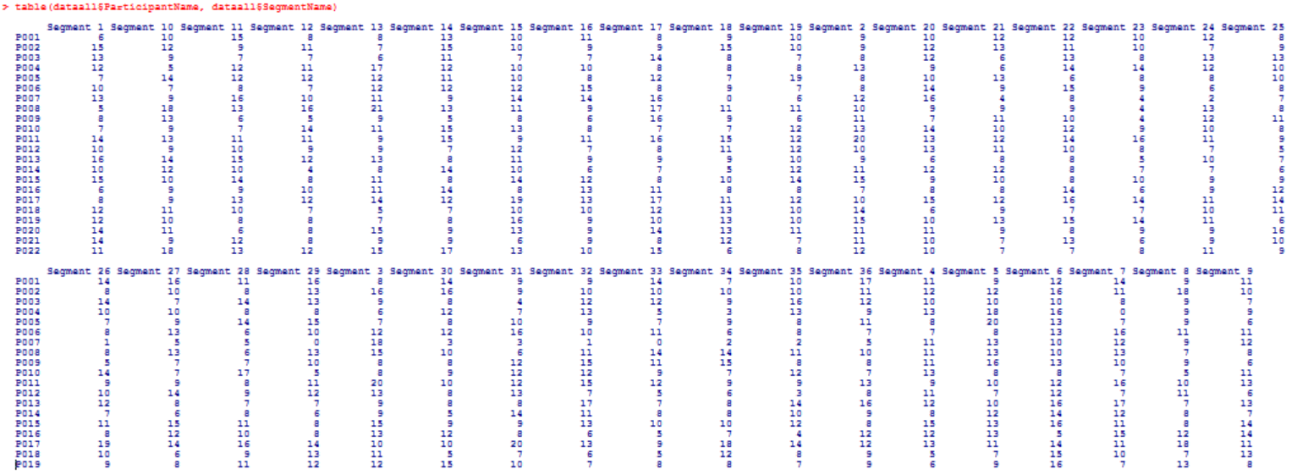 > table(dataall$ParticipantName, dataall$SegmentName)
Segment 1 Segment 10 Segment 11 Segment 12 Segment 13 Segment 14 Segment 15 Segment 16 Segment 17 Segment 18 Segment 19 Segment 2 Segment 20 Segment 21 Segment 22 Segment 23 Segment 24 Segment 25
P001 6 10 15 8 8 13 10 11 8 9 10 9 10 12 12 10 12 8
P002 15 12 9 11 7 15 10 9 9 15 10 9 12 13 11 10 7 9
P003 13 9 7 7 6 11 7 7 14 8 7 8 12 6 13 8 13 13
P004 12 5 12 11 17 12 10 10 8 8 8 13 9 6 14 14 12 10
P005 7 14 12 12 12 11 10 8 12 7 19 8 10 13 6 8 8 10
P006 10 7 8 7 12 12 12 15 8 9 7 8 14 9 15 9 6 8
P007 13 9 16 10 11 9 14 14 16 0 6 12 16 4 8 4 2 7
P008 5 18 13 16 21 13 11 9 17 11 11 10 9 9 9 4 13 8
P009 8 13 6 5 9 5 8 6 16 9 6 11 7 11 10 4 12 11
P010 7 9 7 14 11 15 13 8 7 7 12 13 14 10 12 9 10 8
P011 14 13 11 11 9 15 9 11 16 15 12 20 13 12 14 16 11 9
P012 10 9 10 9 9 7 12 7 8 11 12 10 13 11 10 8 7 5
P013 16 14 15 12 13 8 11 9 9 9 10 9 6 8 8 5 10 7
P014 10 12 10 4 8 14 10 6 7 5 12 11 12 12 8 7 7 6
P015 15 10 14 8 11 8 14 12 8 10 14 15 9 10 8 10 9 9
P016 6 9 9 10 11 14 8 13 11 8 8 7 8 8 14 6 9 12
P017 8 9 13 12 14 12 19 13 17 11 12 10 15 12 16 14 11 14
P018 12 11 10 7 5 7 10 10 12 13 10 14 6 9 7 7 10 11
P019 12 10 8 8 7 8 16 9 10 13 15 10 13 15 15 14 11 6
P020 14 11 6 8 15 9 13 9 14 13 11 11 11 9 8 9 9 16
P021 14 9 12 8 9 9 6 9 8 12 7 11 10 7 13 6 9 10
P022 11 18 13 12 15 17 13 10 15 6 8 12 10 7 7 8 11 9
Segment 26 Segment 27 Segment 28 Segment 29 Segment 3 Segment 30 Segment 31 Segment 32 Segment 33 Segment 34 Segment 35 Segment 36 Segment 4 Segment 5 Segment 6 Segment 7 Segment 8 Segment 9
P001 14 16 11 16 8 14 9 9 14 7 10 17 11 9 12 14 9 11
P002 8 10 8 13 16 16 9 10 10 10 10 11 12 12 16 11 18 10
P003 14 7 14 13 9 8 4 12 12 9 16 12 10 10 10 8 9 7
P004 10 10 8 8 6 12 7 13 5 3 13 9 13 18 16 0 9 9
P005 7 9 14 15 7 8 10 9 7 9 8 11 8 20 13 7 9 6
P006 8 13 6 10 12 12 16 10 11 6 8 7 7 8 13 16 11 11
P007 1 5 5 0 18 3 3 1 0 2 2 5 11 13 10 12 9 12
P008 8 13 6 13 15 10 6 11 14 14 11 10 11 13 10 13 7 8
P009 5 7 7 10 8 8 12 15 11 15 8 8 11 16 13 10 9 6
P010 14 7 17 5 8 9 12 12 9 7 12 7 13 8 8 7 5 11
P011 9 9 8 11 20 10 12 15 12 9 9 13 9 10 12 16 10 13
P012 10 14 9 12 13 8 13 7 5 6 3 8 11 7 12 7 11 6
P013 12 8 7 7 9 8 8 17 7 8 14 16 12 10 16 17 7 13
P014 7 6 8 6 9 5 14 11 8 8 10 9 8 12 14 12 8 7
P015 11 15 11 8 15 9 9 13 10 10 12 8 15 13 16 11 8 14
P016 8 12 10 8 13 12 8 6 5 7 4 12 12 13 5 15 12 14
P017 19 14 16 14 10 10 20 13 9 18 14 12 13 11 14 11 18 11
P018 10 6 9 13 11 5 7 6 5 12 8 9 5 7 15 10 7 13
P019 9 8 11 12 12 15 10 7 8 8 7 9 6 9 16 7 13 8